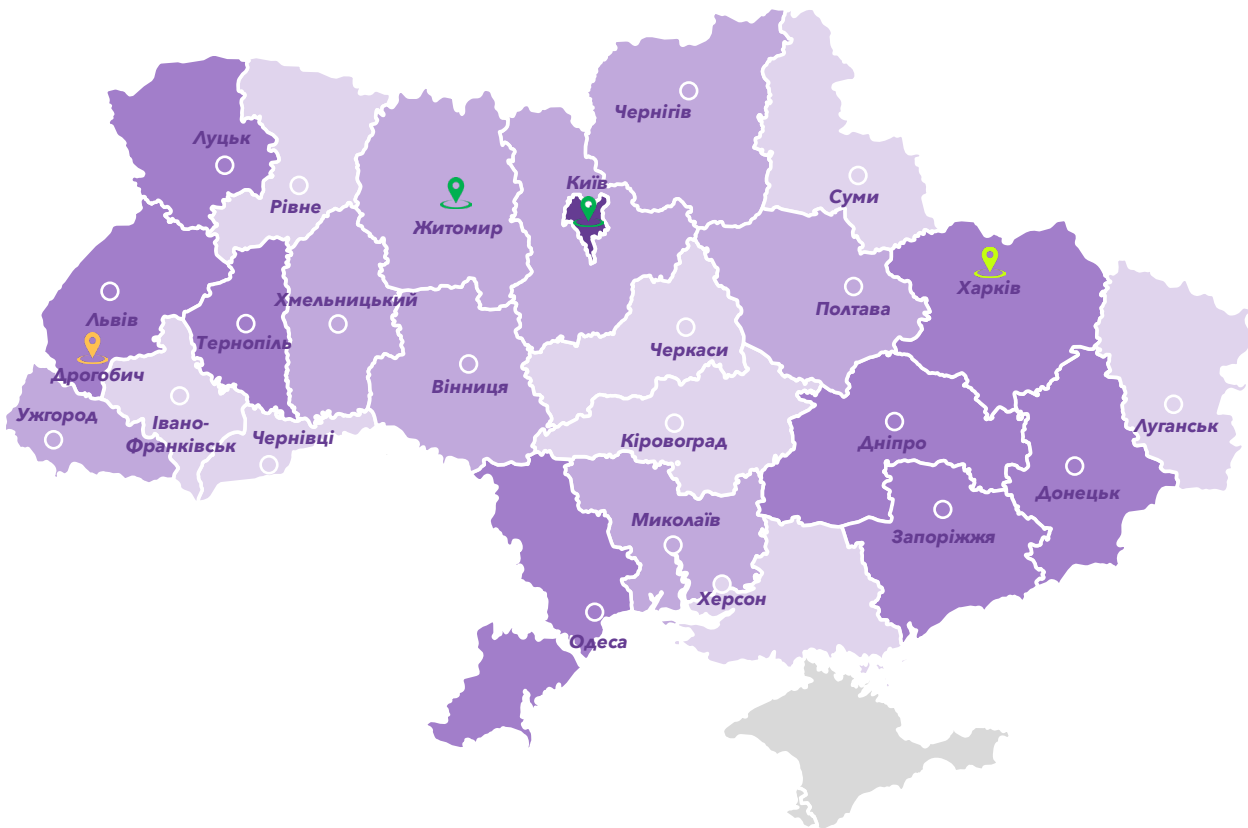 Чернігів
Луцьк
Київ
Суми
Рівне
Житомир
Харків
Хмельницький
Полтава
Львів
Тернопіль
Черкаси
Дрогобич
Вінниця
Ужгород
Івано-
Франківськ
Чернівці
Кіровоград
Дніпро
Луганськ
Донецьк
Миколаїв
Запоріжжя
Херсон
Одеса